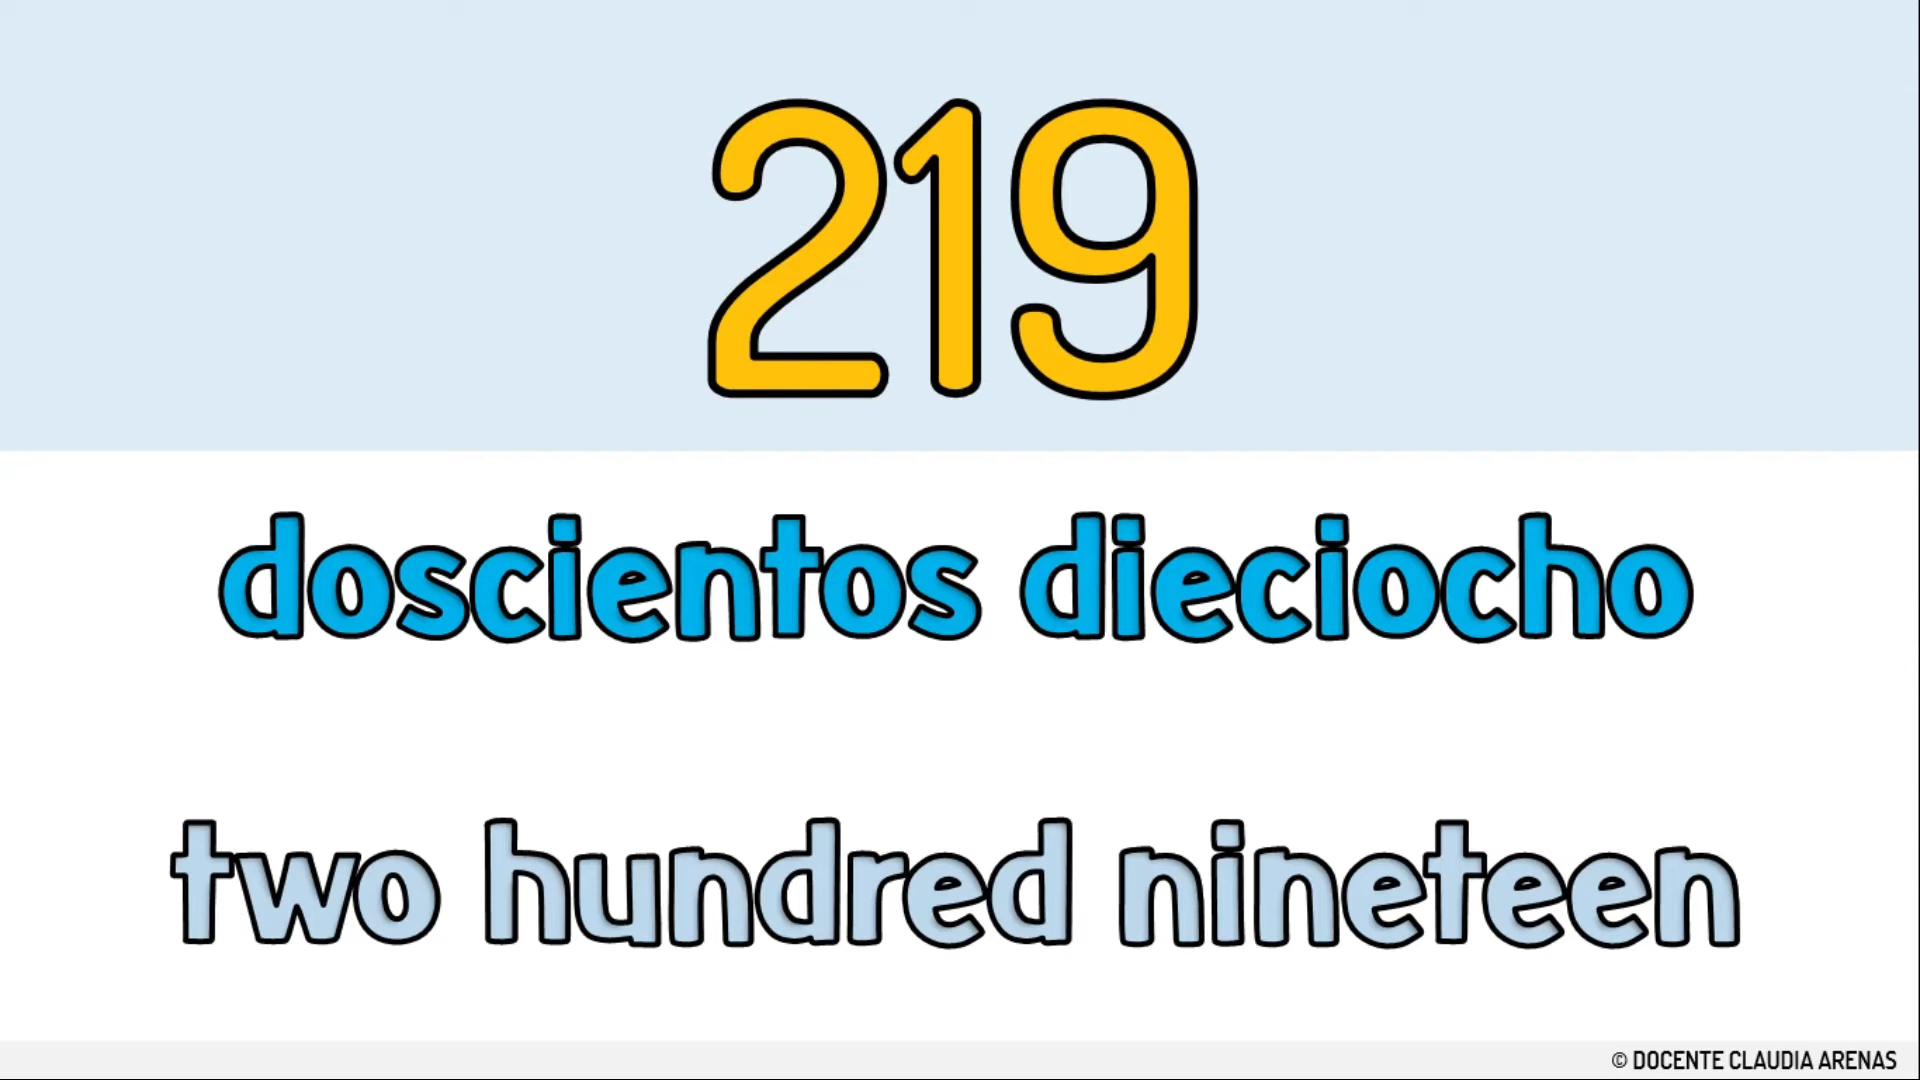 219
doscientos dieciocho
two hundred nineteen
© DOCENTE CLAUDIA ARENAS